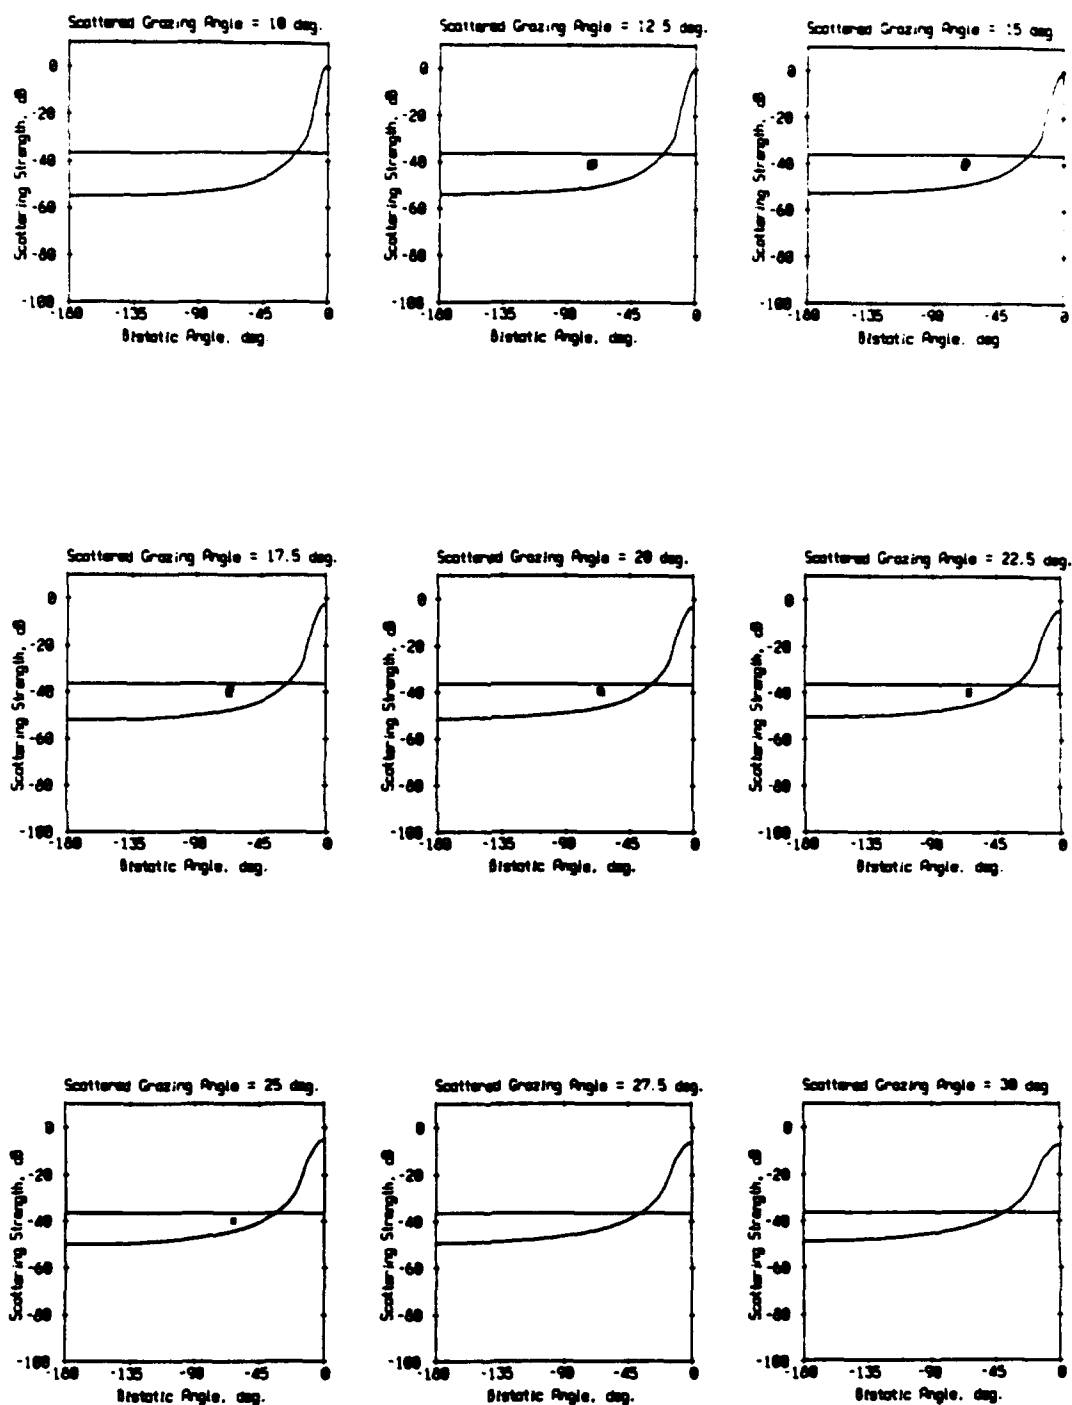 Scattered Grazing Angle = 10 deg.
Scattered Grazing Angle = 12 5 deg.
Scattered Grazing Angle = 15 deg
Scattering Strength, dB
0
-20
-40
-60
-80
-100
-180 -135 -90 -45 0
Bistatic Angle, deg
Scattering Strength, dB
0
-20
-40
-60
-80
-100
-180 -135 -90 -45 0
Bistatic Angle, deg.
Scattering Strength, dB
0
-20
-40
-60
-80
-100
-180 -135 -90 -45 0
Bistatic Angle. deg
Scattered Grazing Angle = 17.5 deg.
Scattered Grazing Angle = 20 deg.
Scattered Grazing Angle = 22.5 deg.
Scattering Strength, dB
0
-20
-40
-60
-80
-100
-180 -135 -90 -45 0
Bistatic Angle, deg.
Scattering Strength, dB
0
-20
-40
-60
-80
-100
-180 -135 -90 -45 0
Bistatic Angle, deg.
Scattering Strength, dB
0
-20
-40
-60
-80
-100
-180 -135 -90 -45 0
Bistatic Angle, deg.
Scattered Grazing Angle = 25 deg.
Scattered Grazing Angle = 27.5 deg.
Scattered Grazing Angle = 30 deg
Scattering Strength, dB
0
-20
-40
-60
-80
-100
-180 -135 -90 -45 0
Bistatic Angle, deg.
Scattering Strength, dB
0
-20
-40
-60
-80
-100
-180 -135 -90 -45 0
Bistatic Angle, deg.
Scattering Strength, dB
0
-20
-40
-60
-80
-100
-180 -135 -90 -45 0
Bistatic Angle, deg.